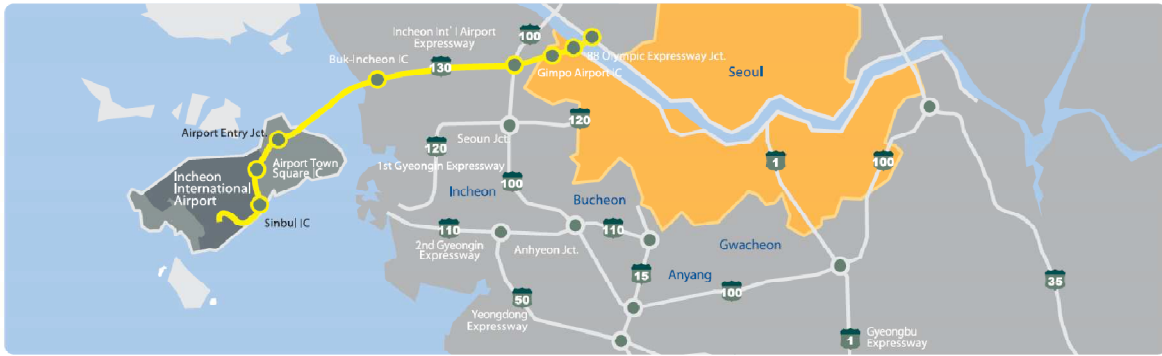 Incheon Int'l Airport
Expressway
100
Buk-Incheon IC
130
88 Olympic Expressway Jct.
Gimpo Airport IC
Seoul
Airport Entry Jct.
Seoun Jct.
120
120
1st Gyeongin Expressway
Airport Town
Square IC
Incheon
International
Airport
Sinbul IC
Incheon
100
Bucheon
1
100
110
2nd Gyeongin
Expressway
Anhyeon Jct.
110
Gwacheon
15
Anyang
100
50
35
Yeongdong
Expressway
1
Gyeongbu
Expressway